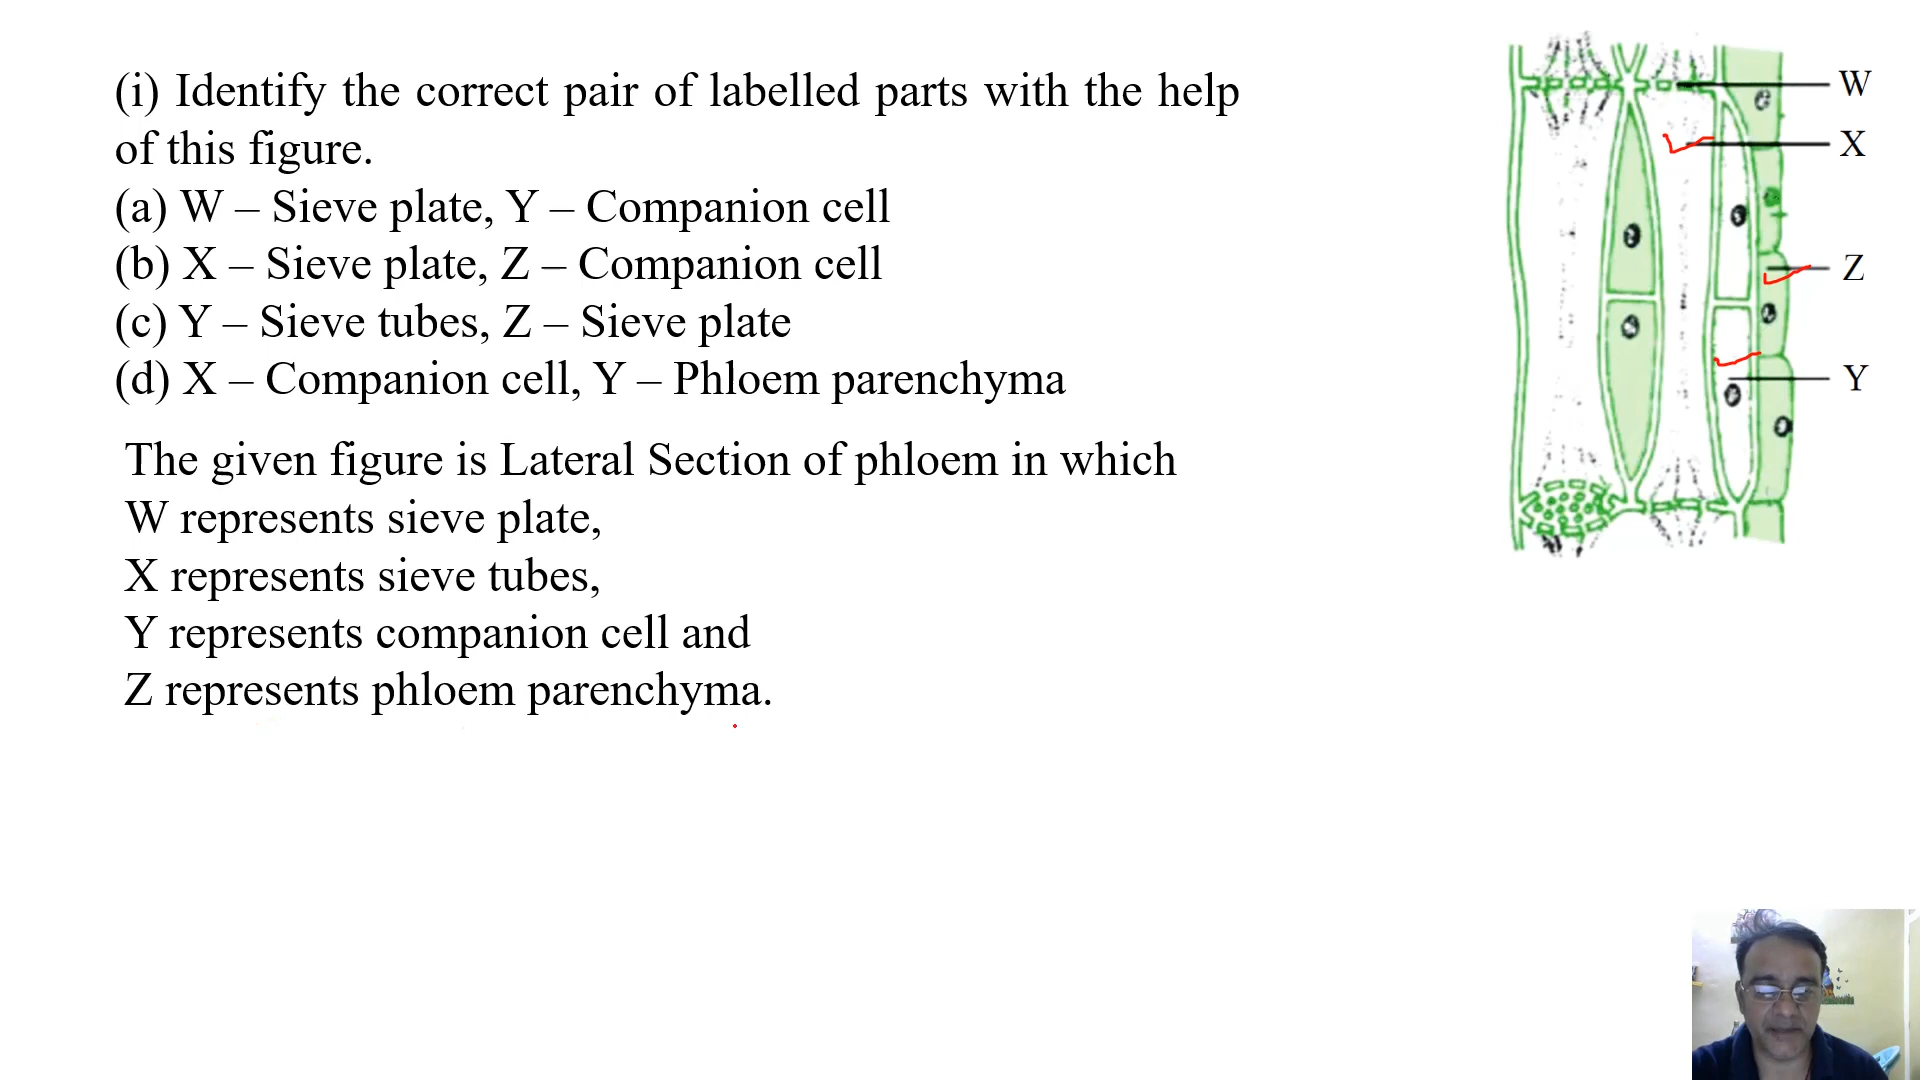 (i) Identify the correct pair of labelled parts with the help
of this figure.
(a) W – Sieve plate, Y – Companion cell
(b) X – Sieve plate, Z – Companion cell
(c) Y – Sieve tubes, Z – Sieve plate
(d) X – Companion cell, Y – Phloem parenchyma
The given figure is Lateral Section of phloem in which
W represents sieve plate,
X represents sieve tubes,
Y represents companion cell and
Z represents phloem parenchyma.
W
X
Z
Y